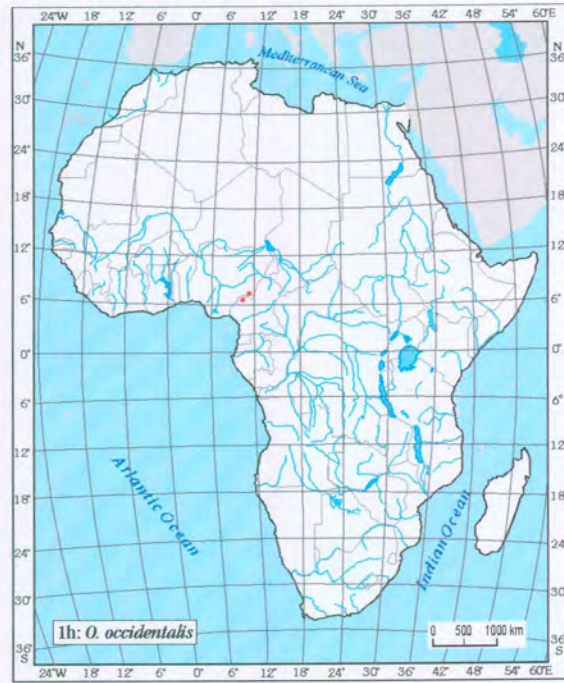 24°W 18° 12° 6° 0° 6° 12° 18° 24° 30° 36° 42° 48° 54° 60°E
N N
36° 36°
Mediterranean Sea
30° 30°
24° 24°
18° 18°
12° 12°
6° 6°
0° 0°
6° 6°
12° 12°
Atlantic Ocean
Indian Ocean
18° 18°
24° 24°
30° 30°
1h: O. occidentalis
0 500 1000 km
36° 36°
S S
24°W 18° 12° 6° 0° 6° 12° 18° 24° 30° 36° 42° 48° 54° 60°E